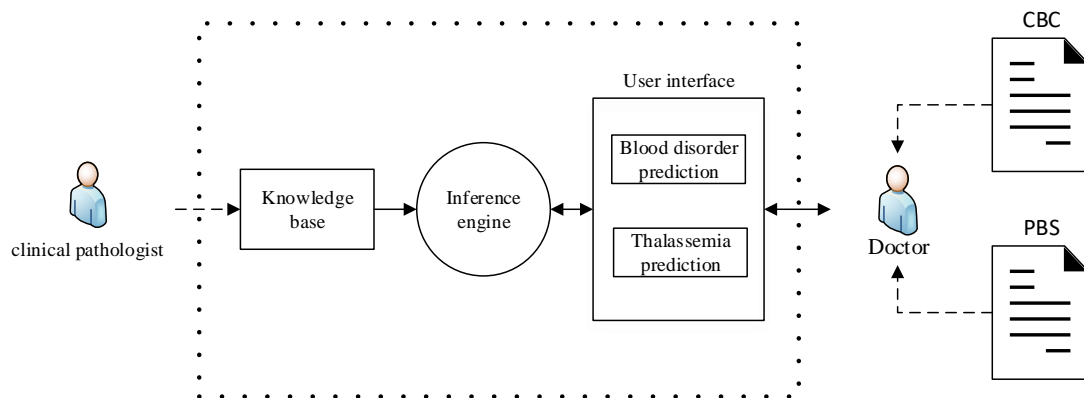 CBC
User interface
Blood disorder
prediction
Knowledge
base
Inference
engine
clinical pathologist
Thalassemia
prediction
Doctor
PBS